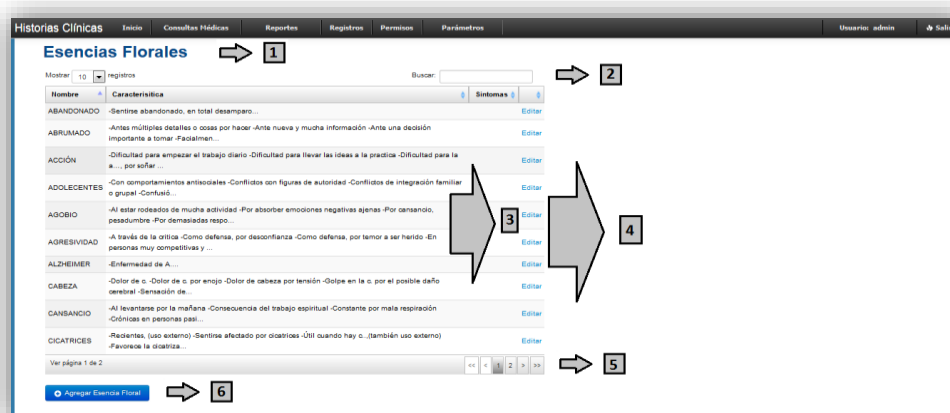 Historias Clínicas Inicio Consultas Médicas Reportes Registros Permisos Parámetros Usuario: admin Sali
Esencias Florales 1
Mostrar 10 registros Buscar: 2
Nombre Caracterisitica Sintomas
ABANDONADO -Sentirse abandonado, en total desamparo... Editar
ABRUMADO -Antes múltiples detalles o cosas por hacer -Ante nueva y mucha información -Ante una decisión
importante a tomar -Facialmen... Editar
ACCIÓN -Dificultad para empezar el trabajo diario -Dificultad para llevar las ideas a la practica -Dificultad para la
a..., por soñar ... Editar
ADOLECENTES -Con comportamientos antisociales -Conflictos con figuras de autoridad -Conflictos de integración familiar
o grupal -Confusió... Editar
AGOBIO -Al estar rodeados de mucha actividad -Por absorber emociones negativas ajenas -Por cansancio,
pesadumbre -Por demasiadas respo... Editar
3
4
AGRESIVIDAD -A través de la crítica -Como defensa, por desconfianza -Como defensa, por temor a ser herido -En
personas muy competitivas y ... Editar
ALZHEIMER -Enfermedad de A.... Editar
CABEZA -Dolor de c. -Dolor de c. por enojo -Dolor de cabeza por tensión -Golpe en la c. por el posible daño
cerebral -Sensación de... Editar
CANSANCIO -Al levantarse por la mañana -Consecuencia del trabajo espiritual -Constante por mala respiración
-Crónicas en personas pasi... Editar
CICATRICES -Recientes, (uso externo) -Sentirse afectado por cicatrices -Útil cuando hay c..,(también uso externo)
-Favorece la cicatriza... Editar
Ver página 1 de 2 << < 1 2 > >> 5
Agregar Esencia Floral 6